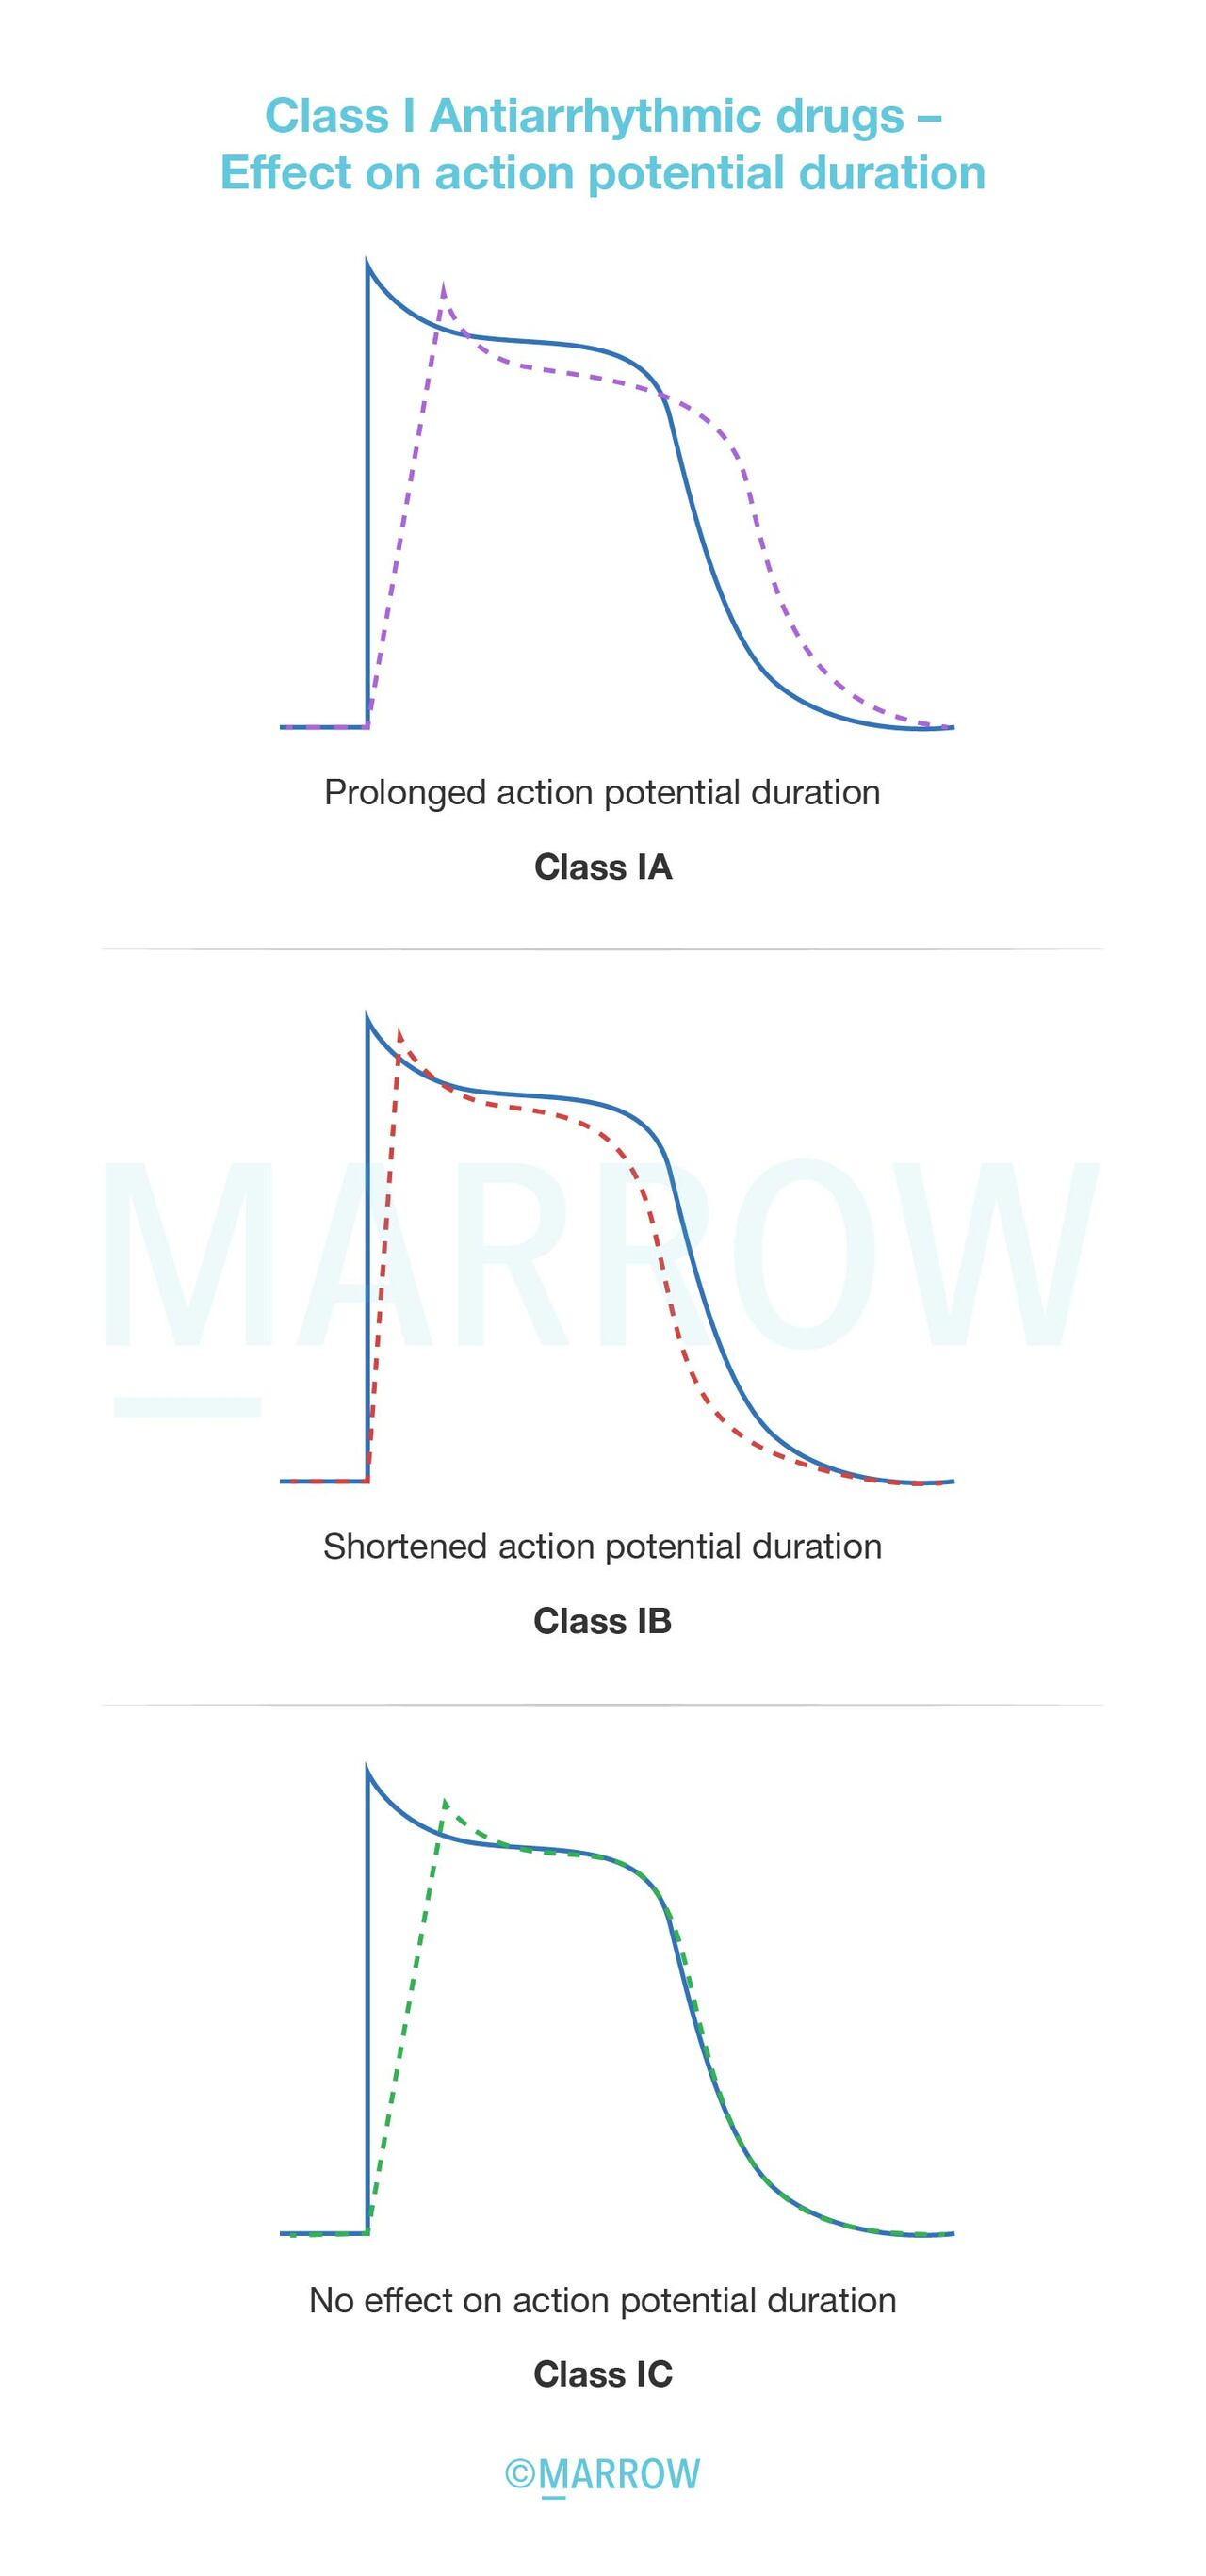 Class I Antiarrhythmic drugs –
Effect on action potential duration
Prolonged action potential duration
Class IA
MARROW
Shortened action potential duration
Class IB
No effect on action potential duration
Class IC
©MARROW